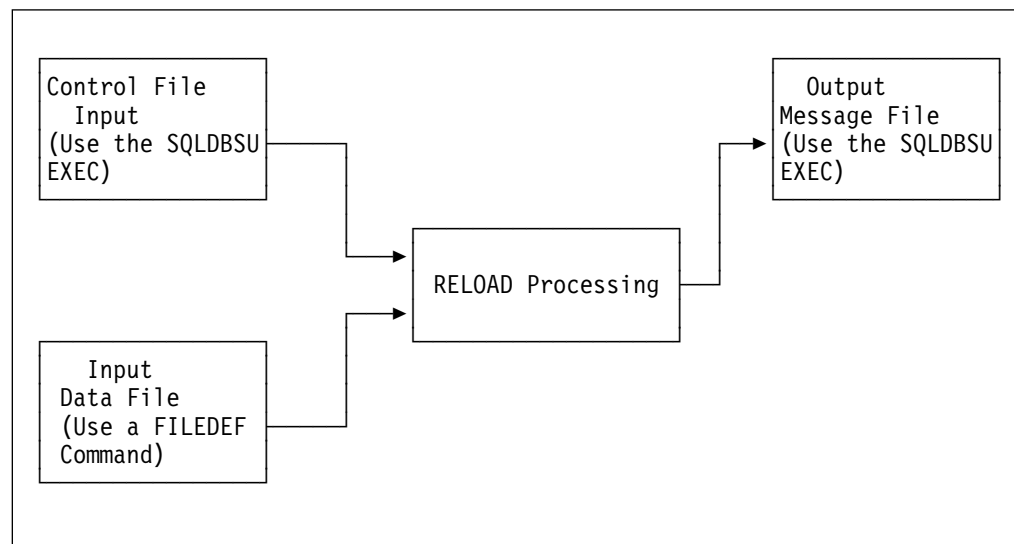 Control File
Input
(Use the SQLDBSU
EXEC)
Output
Message File
(Use the SQLDBSU
EXEC)
RELOAD Processing
Input
Data File
(Use a FILEDEF
Command)